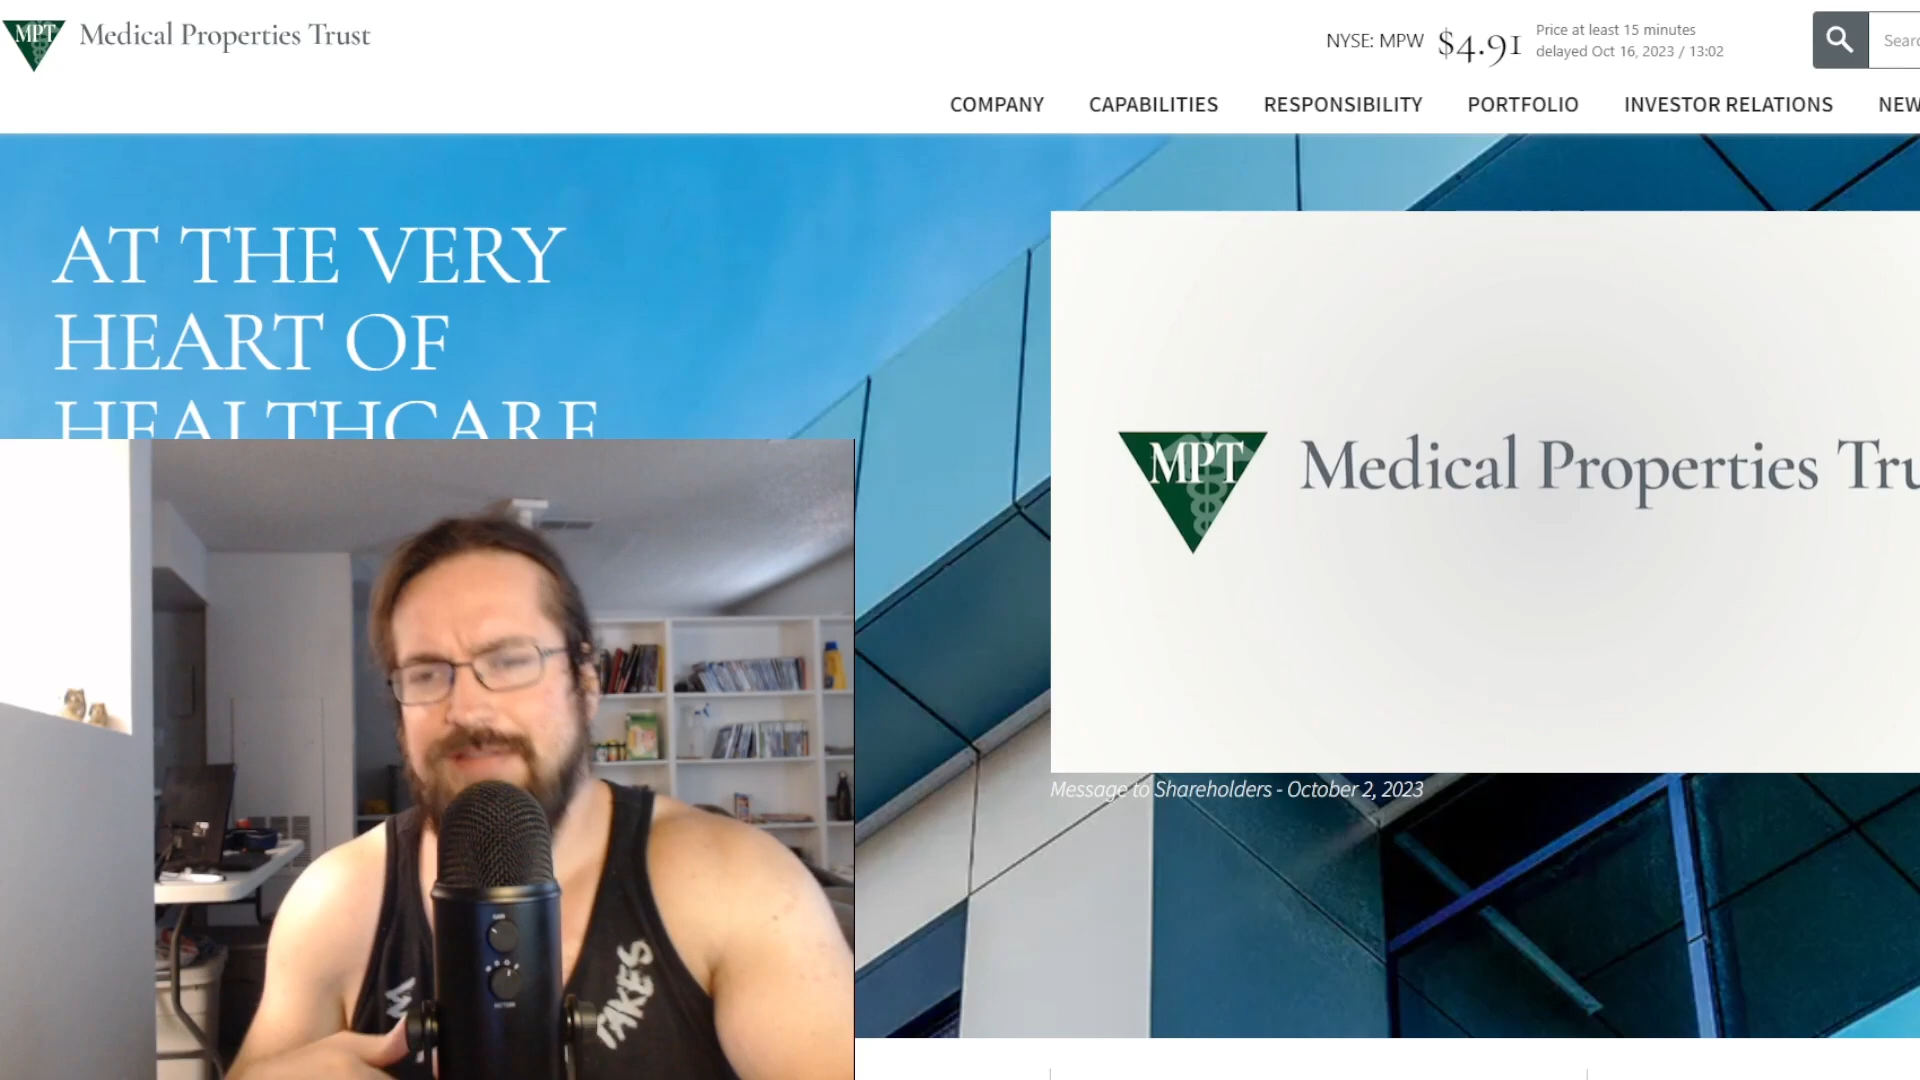 MPT
Medical Properties Trust
NYSE: MPW
$4.91
Price at least 15 minutes
delayed Oct 16, 2023 / 13:02
COMPANY
CAPABILITIES
RESPONSIBILITY
PORTFOLIO
INVESTOR RELATIONS
AT THE VERY
HEART OF
HEALTHCARE
MPT
Medical Properties
Message to Shareholders - October 2, 2023
TAKES